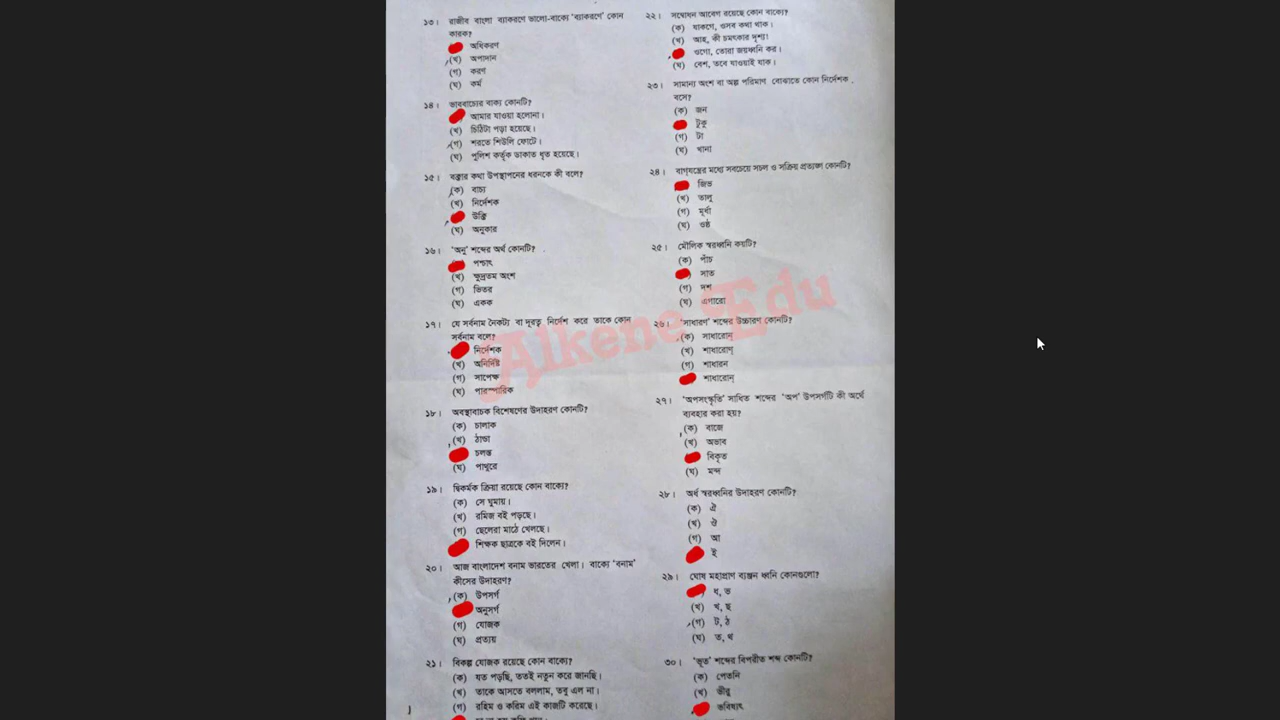 ১৩। রাজীব বাংলা ব্যাকরণে ভালো-বাক্যে 'ব্যাকরণে' কোন
কারক?
অধিকরণ
(খ) অপাদান
(গ) করণ
(ঘ) কর্ম
১৪। ভাববাচ্যের বাক্য কোনটি?
আমার যাওয়া হলোনা।
(খ) চিঠিটা পড়া হয়েছে।
(গ) শরতে শিউলি ফোটে।
(ঘ) পুলিশ কর্তৃক ডাকাত ধৃত হয়েছে।
১৫। বক্তার কথা উপস্থাপনের ধরনকে কী বলে?
(ক) বাচ্য
(খ) নির্দেশক
উক্তি
(ঘ) অনুকার
১৬। 'অনু' শব্দের অর্থ কোনটি?
পশ্চাৎ
(খ) ক্ষুদ্রতম অংশ
(গ) ভিতর
(ঘ) একক
১৭। যে সর্বনাম নৈকট্য বা দূরত্ব নির্দেশ করে তাকে কোন
সর্বনাম বলে?
নির্দেশক
(খ) অনির্দিষ্ট
(গ) সাপেক্ষ
(ঘ) পারস্পারিক
১৮। অবস্থাবাচক বিশেষণের উদাহরণ কোনটি?
(ক) চালাক
(খ) ঠাণ্ডা
চলন্ত
(ঘ) পাথুরে
১৯। দ্বিকর্মক ক্রিয়া রয়েছে কোন বাক্যে?
(ক) সে ঘুমায়।
(খ) রমিজ বই পড়ছে।
(গ) ছেলেরা মাঠে খেলছে।
শিক্ষক ছাত্রকে বই দিলেন।
২০। আজ বাংলাদেশ বনাম ভারতের খেলা। বাক্যে 'বনাম'
কীসের উদাহরণ?
(ক) উপসর্গ
অনুসর্গ
(গ) যোজক
(ঘ) প্রত্যয়
২১। বিকল্প যোজক রয়েছে কোন বাক্যে?
(ক) যত পড়ছি, ততই নতুন করে জানছি।
(খ) তাকে আসতে বললাম, তবু এল না।
(গ) রহিম ও করিম এই কাজটি করেছে।
২২। সম্বোধন আবেগ রয়েছে কোন বাক্যে?
(ক) যাকগে, ওসব কথা থাক।
(খ) আহ, কী চমৎকার দৃশ্য!
ওগো, তোরা জয়ধ্বনি কর।
(ঘ) বেশ, তবে যাওয়াই যাক।
২৩। সামান্য অংশ বা অল্প পরিমাণ বোঝাতে কোন নির্দেশক
বসে?
(ক) জন
টুকু
(গ) টা
(ঘ) খানা
২৪। বাগ্‌যন্ত্রের মধ্যে সবচেয়ে সচল ও সক্রিয় প্রত্যঙ্গ কোনটি?
জিভ
(খ) তালু
(গ) মূর্ধা
(ঘ) ওষ্ঠ
২৫। মৌলিক স্বরধ্বনি কয়টি?
(ক) পাঁচ
সাত
(গ) দশ
(ঘ) এগারো
২৬। 'সাধারণ' শব্দের উচ্চারণ কোনটি?
(ক) সাধারোন্
(খ) শাধারোণ্
(গ) শাধারন
শাধারোন্
২৭। 'অপসংস্কৃতি' সাধিত শব্দের 'অপ' উপসর্গটি কী অর্থে
ব্যবহার করা হয়?
(ক) বাজে
(খ) অভাব
বিকৃত
(ঘ) মন্দ
২৮। অর্ধ স্বরধ্বনির উদাহরণ কোনটি?
(ক) ঐ
(খ) ঔ
(গ) আ
ই
২৯। ঘোষ মহাপ্রাণ ব্যঞ্জন ধ্বনি কোনগুলো?
ধ, ভ
(খ) খ, ছ
(গ) ট, ঠ
(ঘ) ত, থ
৩০। 'ভূত' শব্দের বিপরীত শব্দ কোনটি?
(ক) পেতনি
(খ) ভীরু
ভবিষ্যৎ
Alkene Edu